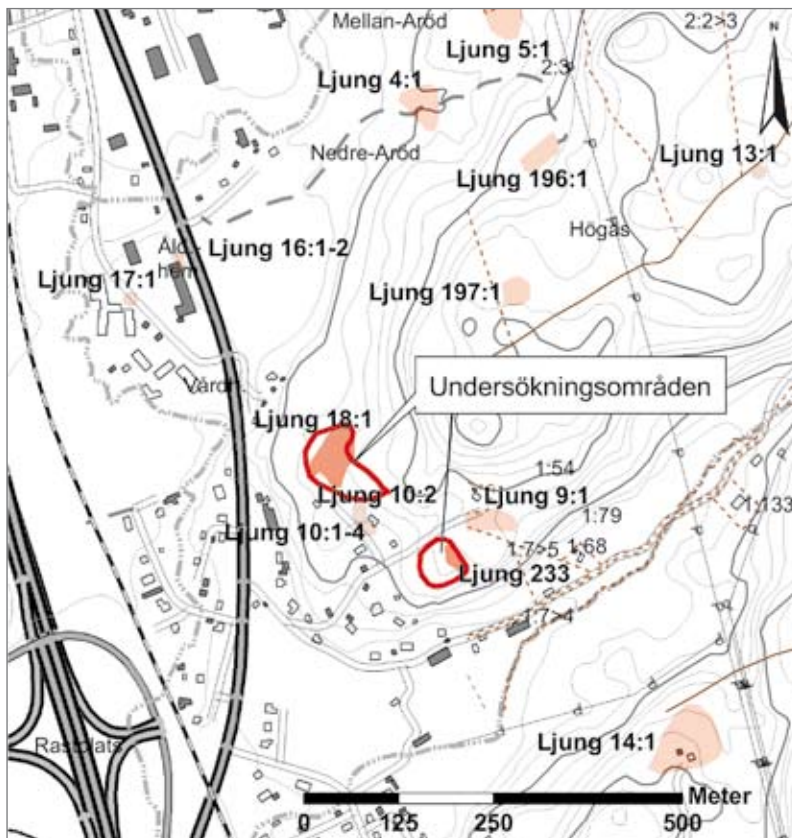 Mellan-Aröd
2:2>3
Ljung 5:1
N
2:3
Ljung 4:1
Nedre-Aröd
Ljung 13:1
Ljung 196:1
Högås
Ljung 16:1-2
Ljung 17:1
Ljung 197:1
Undersökningsområden
Vårdh.
Ljung 18:1
1:54
Ljung 10:2
Ljung 9:1
1:133
1:79
Ljung 10:1-4
1:7>5
1:68
Ljung 233
1:7>4
Ljung 14:1
Rastplats
Meter
0
125
250
500